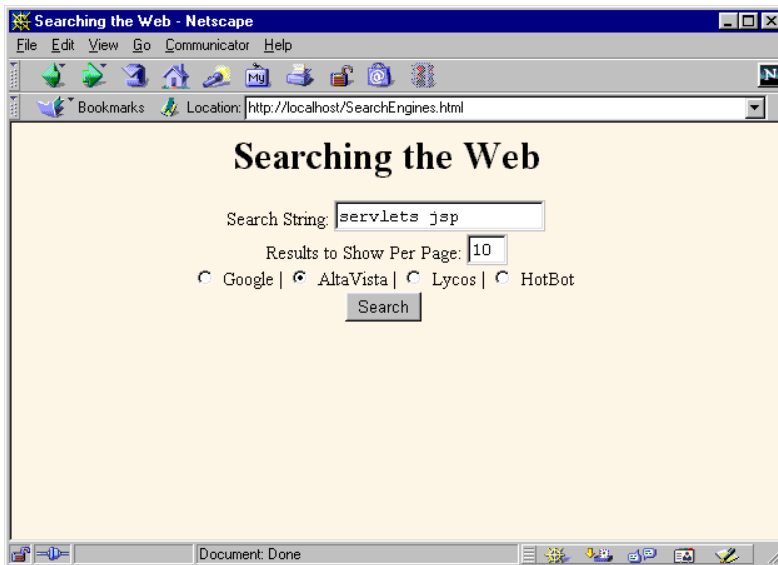 Searching the Web - Netscape
File Edit View Go Communicator Help
My
N
Bookmarks Location: http://localhost/SearchEngines.html
Searching the Web
Search String: servlets jsp
Results to Show Per Page: 10
Google | AltaVista | Lycos | HotBot
Search
Document: Done